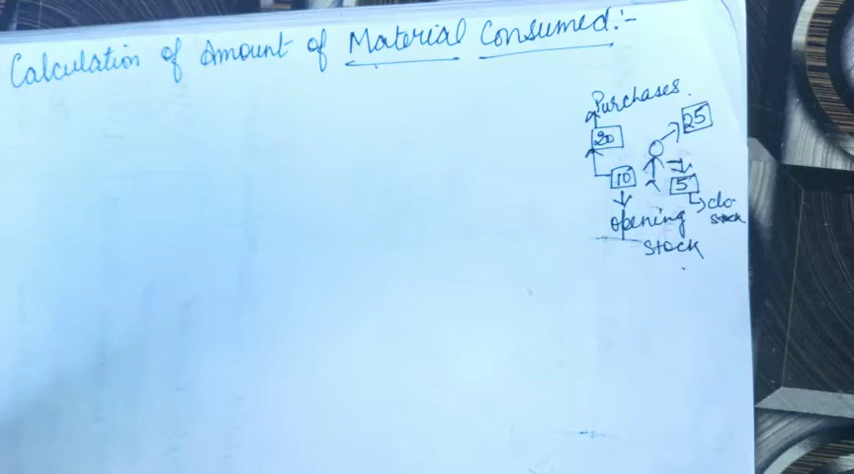 Calculation of Amount of Material Consumed:-
Purchases.
25
20
10
5
clo.
stock
opening
stock